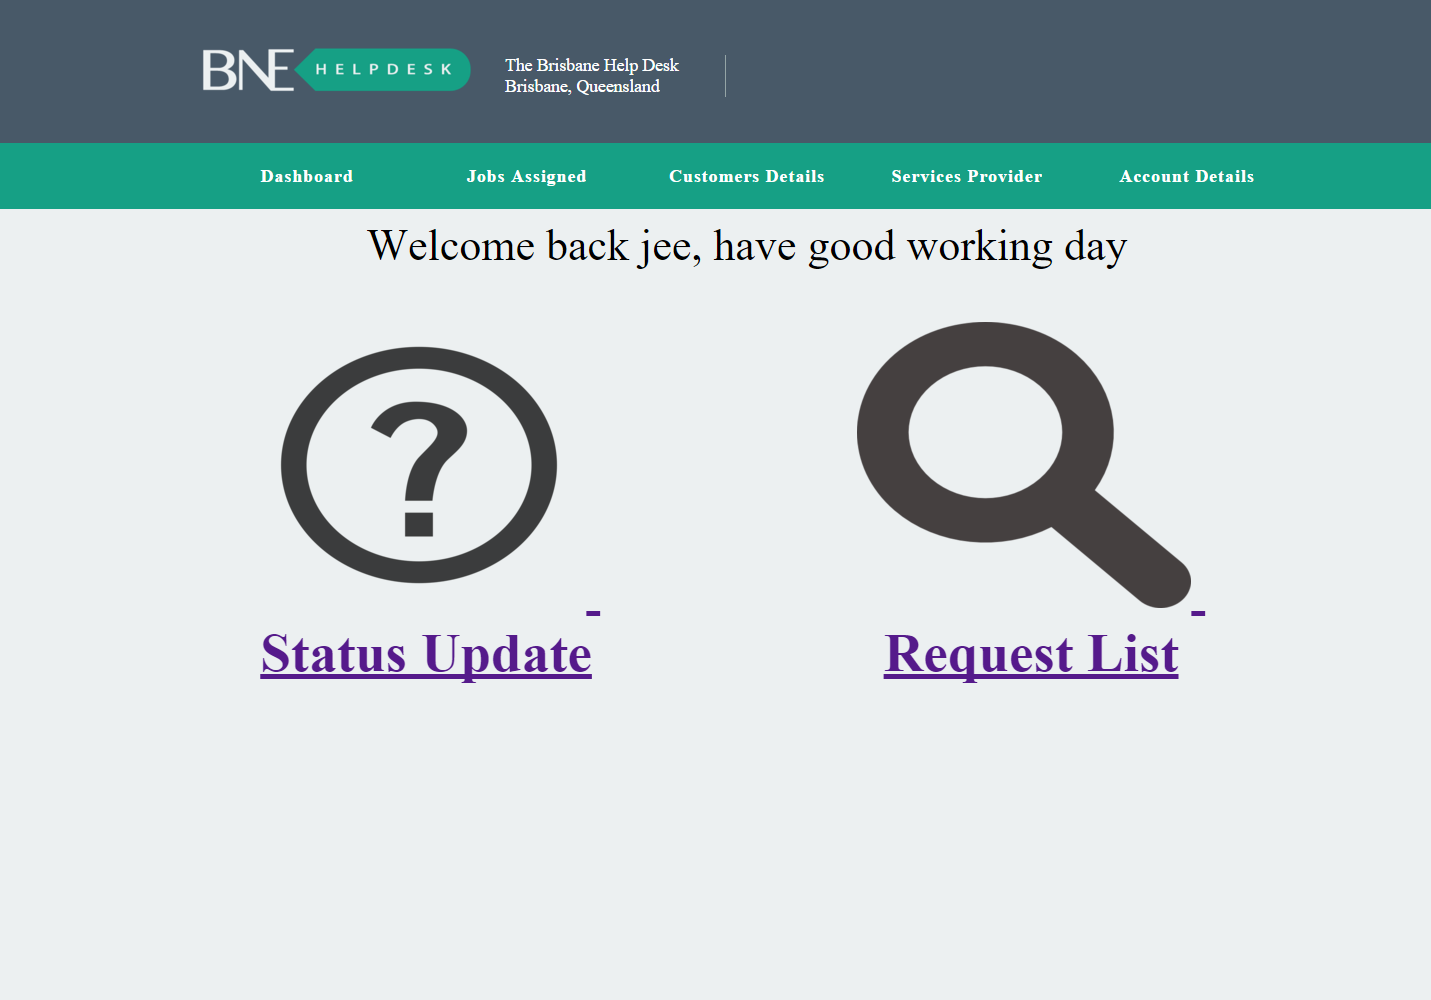 BNE HELPDESK
The Brisbane Help Desk
Brisbane, Queensland
Dashboard Jobs Assigned Customers Details Services Provider Account Details
Welcome back jee, have good working day
?
Status Update
Request List